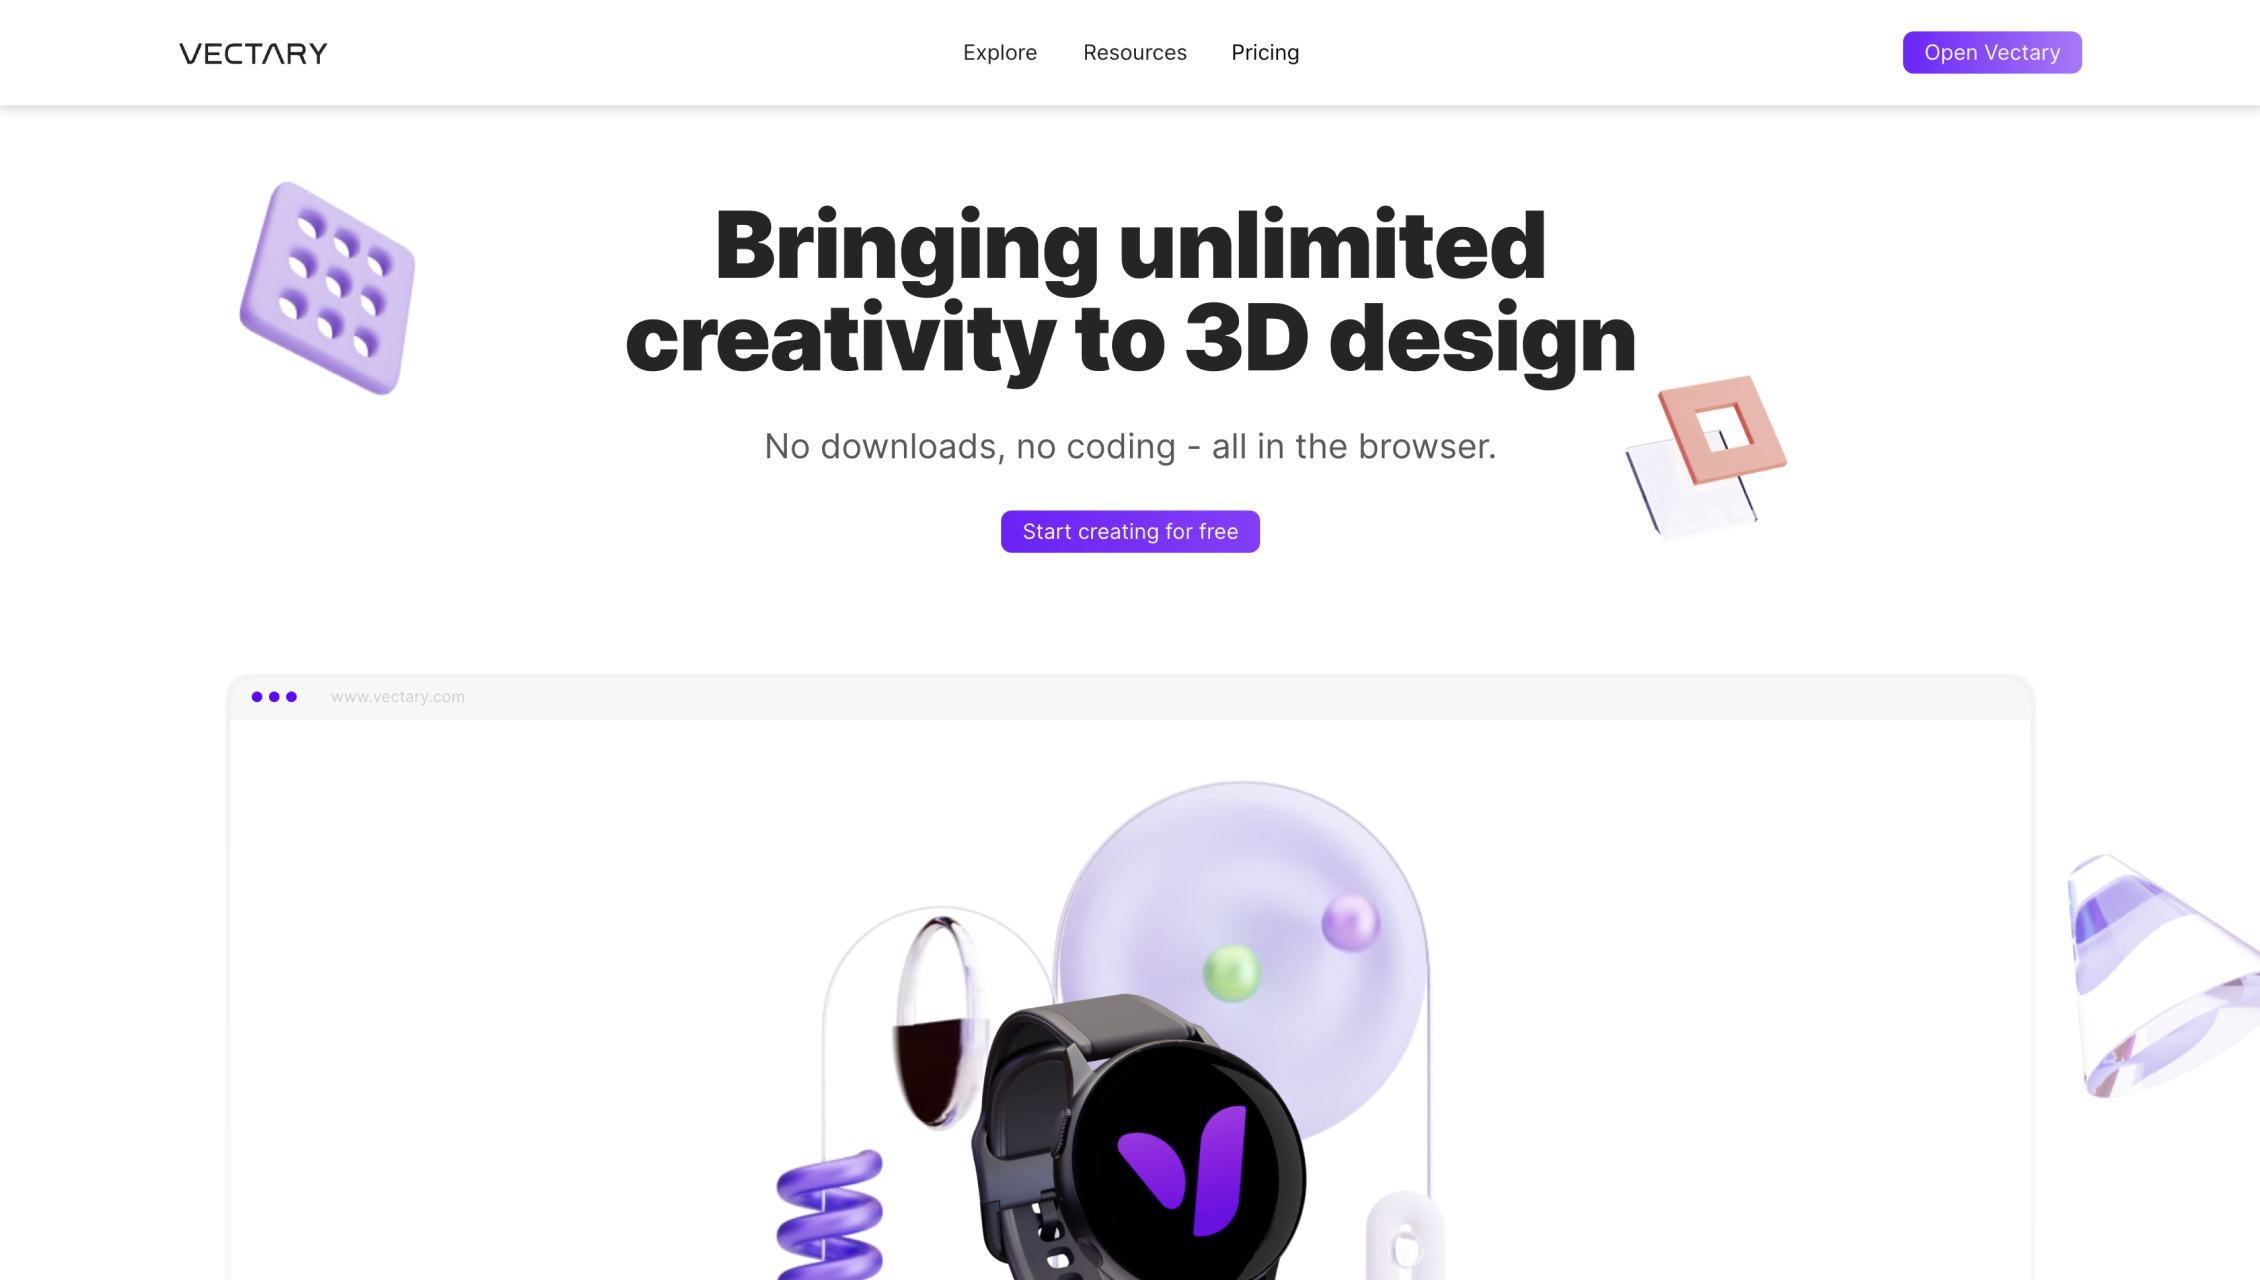 VECTARY
Explore
Resources
Pricing
Open Vectary
Bringing unlimited
creativity to 3D design
No downloads, no coding - all in the browser.
Start creating for free
www.vectary.com